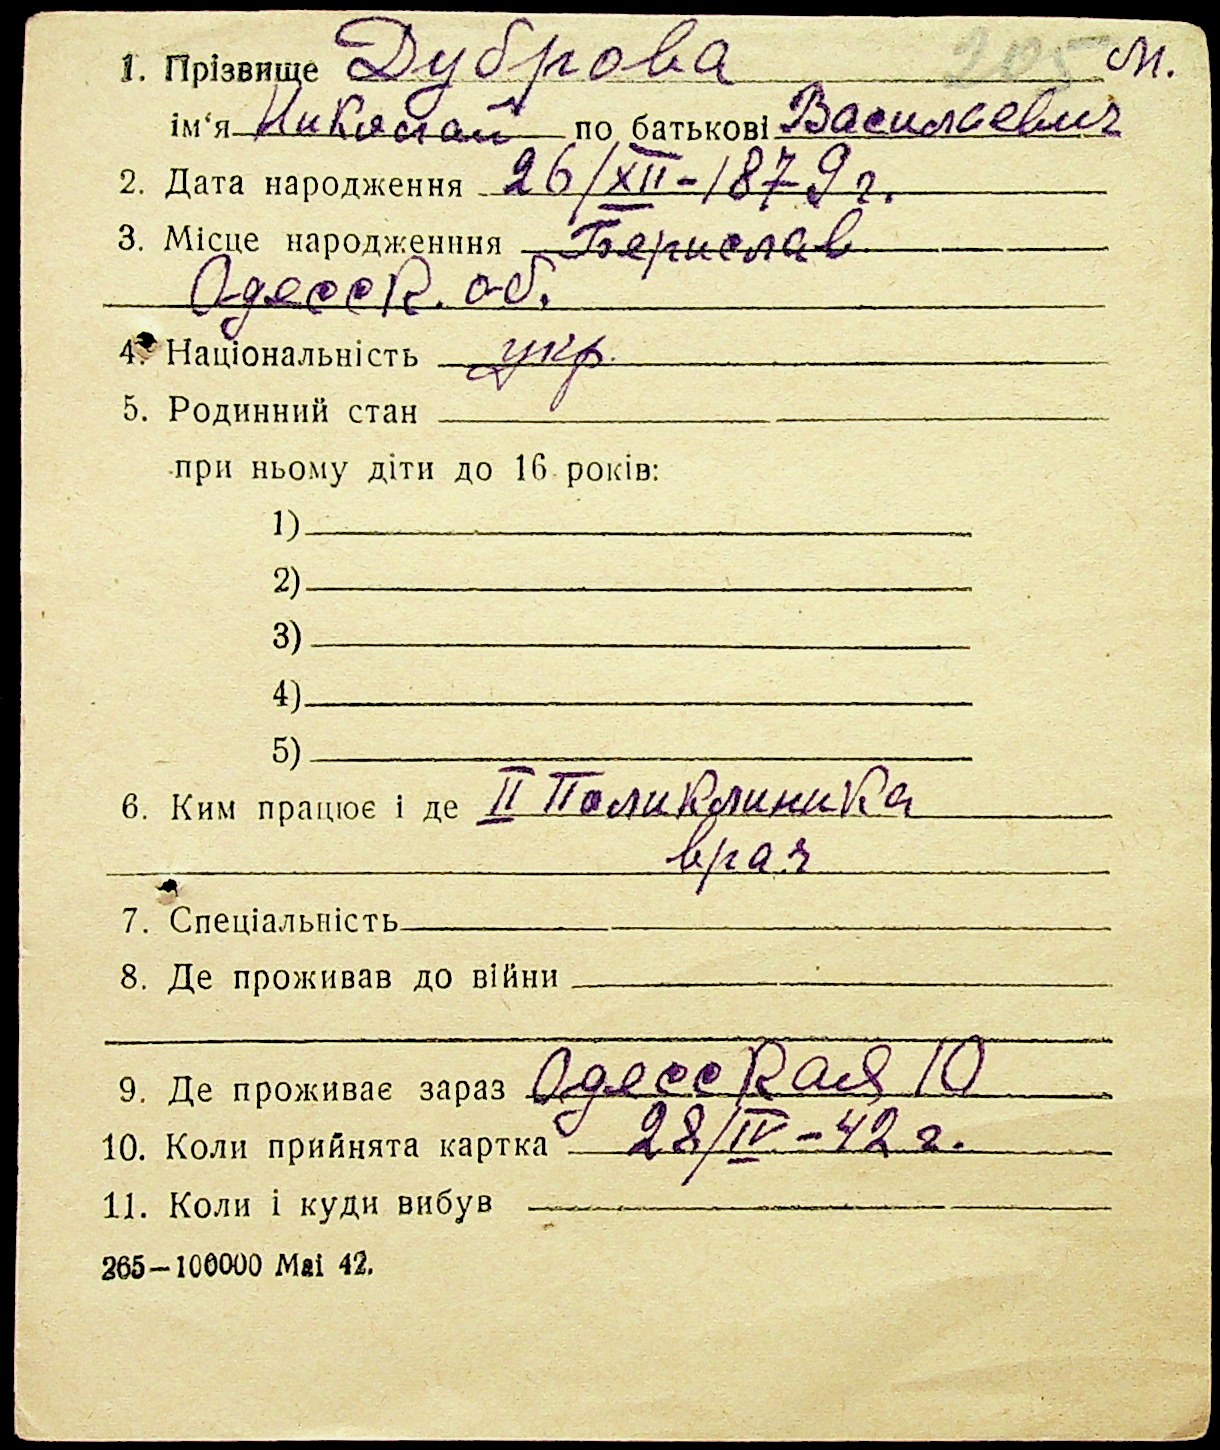 205 м.
1. Прізвище Дуброва
ім‘я Николай по батькові Васильевич
2. Дата народження 26/XII-1879 г.
3. Місце народженння Берислав
Одесск. об.
4. Національність укр.
5. Родинний стан
при ньому діти до 16 років:
1)
2)
3)
4)
5)
6. Ким працює і де II Поликлиника
врач
7. Спеціальність
8. Де проживав до війни
9. Де проживає зараз Одесская 10
10. Коли прийнята картка 28/IV-42 г.
11. Коли і куди вибув
265—100000 Mai 42.